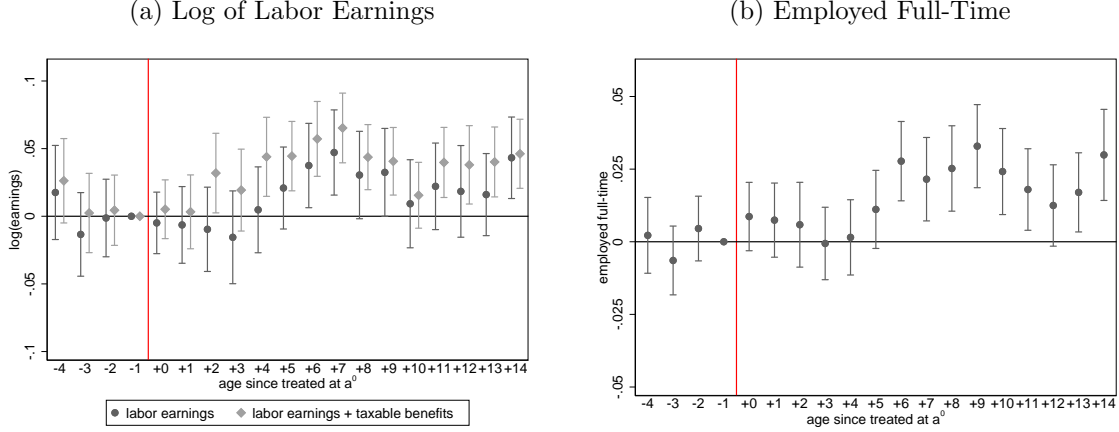 (a) Log of Labor Earnings
.1
.05
0
-.05
-.1
log(earnings)
-4 -3 -2 -1 +0 +1 +2 +3 +4 +5 +6 +7 +8 +9 +10 +11 +12 +13 +14
age since treated at a⁰
labor earnings labor earnings + taxable benefits
(b) Employed Full-Time
.05
.025
0
-.025
-.05
employed full-time
-4 -3 -2 -1 +0 +1 +2 +3 +4 +5 +6 +7 +8 +9 +10 +11 +12 +13 +14
age since treated at a⁰